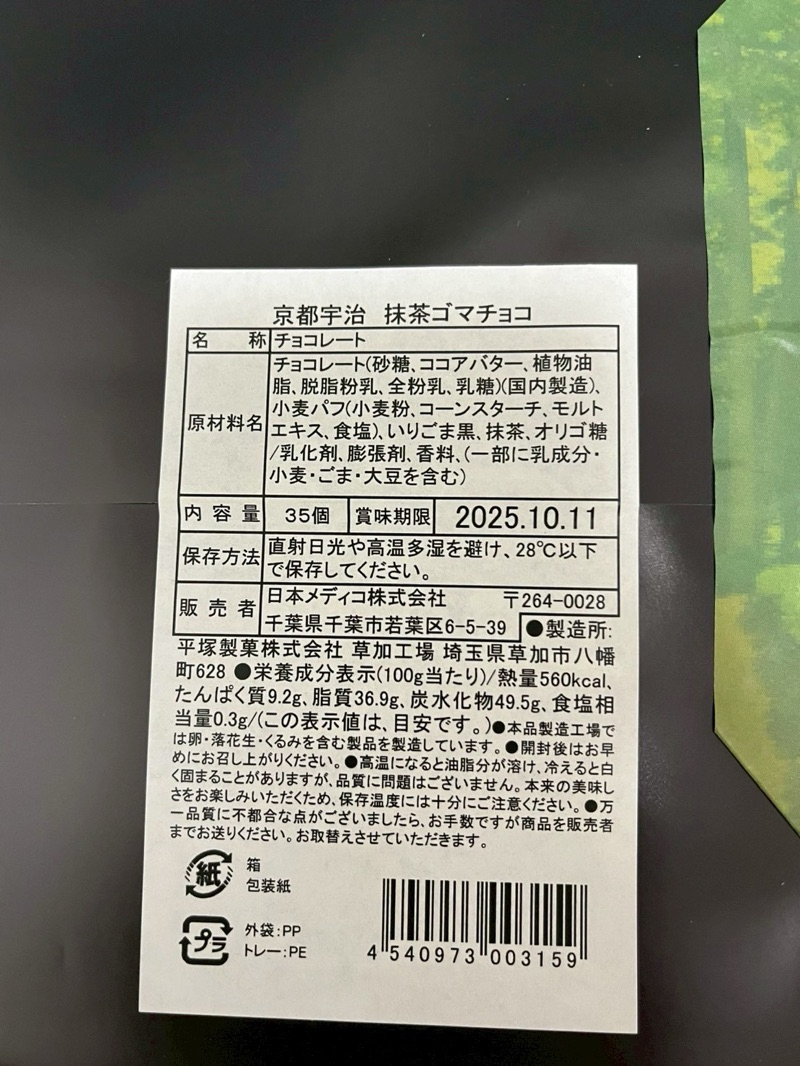 京都宇治 抹茶ゴマチョコ
名 称 チョコレート
原材料名 チョコレート(砂糖、ココアバター、植物油
脂、脱脂粉乳、全粉乳、乳糖)(国内製造)、
小麦パフ(小麦粉、コーンスターチ、モルト
エキス、食塩)、いりごま黒、抹茶、オリゴ糖
/乳化剤、膨張剤、香料、(一部に乳成分・
小麦・ごま・大豆を含む)
内 容 量 35個 賞味期限 2025.10.11
保存方法 直射日光や高温多湿を避け、28℃以下
で保存してください。
販 売 者 日本メディコ株式会社 〒264-0028
千葉県千葉市若葉区6-5-39 ●製造所:
平塚製菓株式会社 草加工場 埼玉県草加市八幡
町628 ●栄養成分表示(100g当たり)/熱量560kcal、
たんぱく質9.2g、脂質36.9g、炭水化物49.5g、食塩相
当量0.3g/(この表示値は、目安です。)●本品製造工場で
は卵・落花生・くるみを含む製品を製造しています。●開封後はお早
めにお召し上がりください。●高温になると油脂分が溶け、冷えると白
く固まることがありますが、品質に問題はございません。本来の美味し
さをお楽しみいただくため、保存温度には十分にご注意ください。●万
一品質に不都合な点がございましたら、お手数ですが商品を販売者
までお送りください。お取替えさせていただきます。
紙 箱
包装紙
プラ 外袋:PP
トレー:PE
4 540973 003159